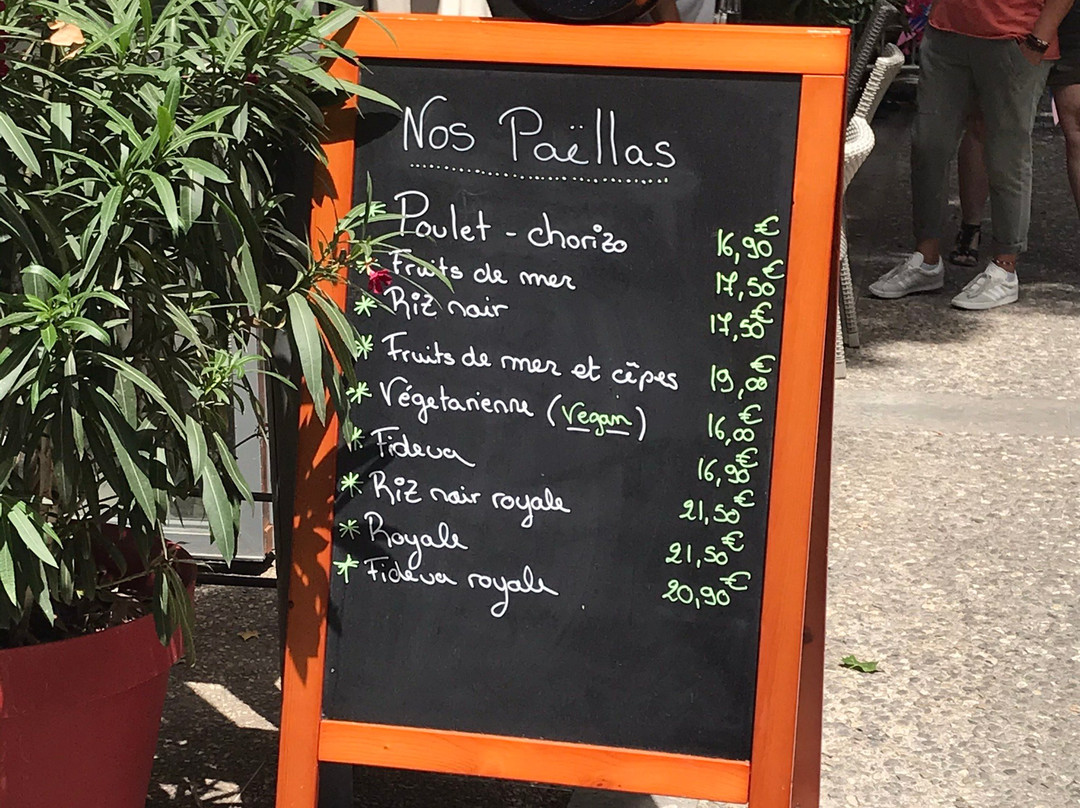 Nos Paëllas
* Poulet - chorizo 16,90€
* Fruits de mer 17,50€
* Riz noir 17,50€
* Fruits de mer et cêpes 19,00€
* Végetarienne (Vegan) 16,00€
* Fideua 16,90€
* Riz noir royale 21,50€
* Royale 21,50€
* Fideua royale 20,90€